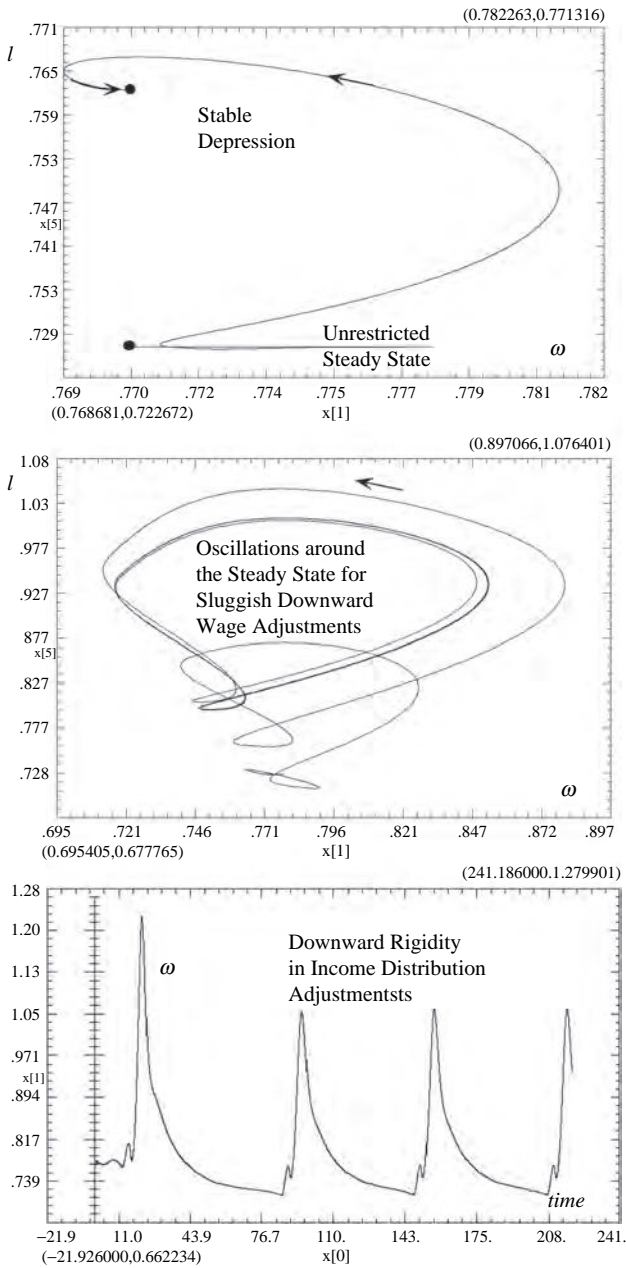 (0.782263,0.771316)
.771
l
.765
Stable
Depression
.759
.753
.747
x[5]
.741
.753
Unrestricted
Steady State
.729
ω
.769 .770 .772 .774 .775 .777 .779 .781 .782
(0.768681,0.722672) x[1]
(0.897066,1.076401)
1.08
l
1.03
.977
Oscillations around
the Steady State for
Sluggish Downward
Wage Adjustments
.927
.877
x[5]
.827
.777
.728
ω
.695 .721 .746 .771 .796 .821 .847 .872 .897
(0.695405,0.677765) x[1]
(241.186000.1.279901)
1.28
1.20
Downward Rigidity
in Income Distribution
Adjustmentsts
ω
1.13
1.05
.971
x[1]
.894
.817
.739
time
−21.9 11.0 43.9 76.7 110. 143. 175. 208. 241.
(−21.926000,0.662234) x[0]